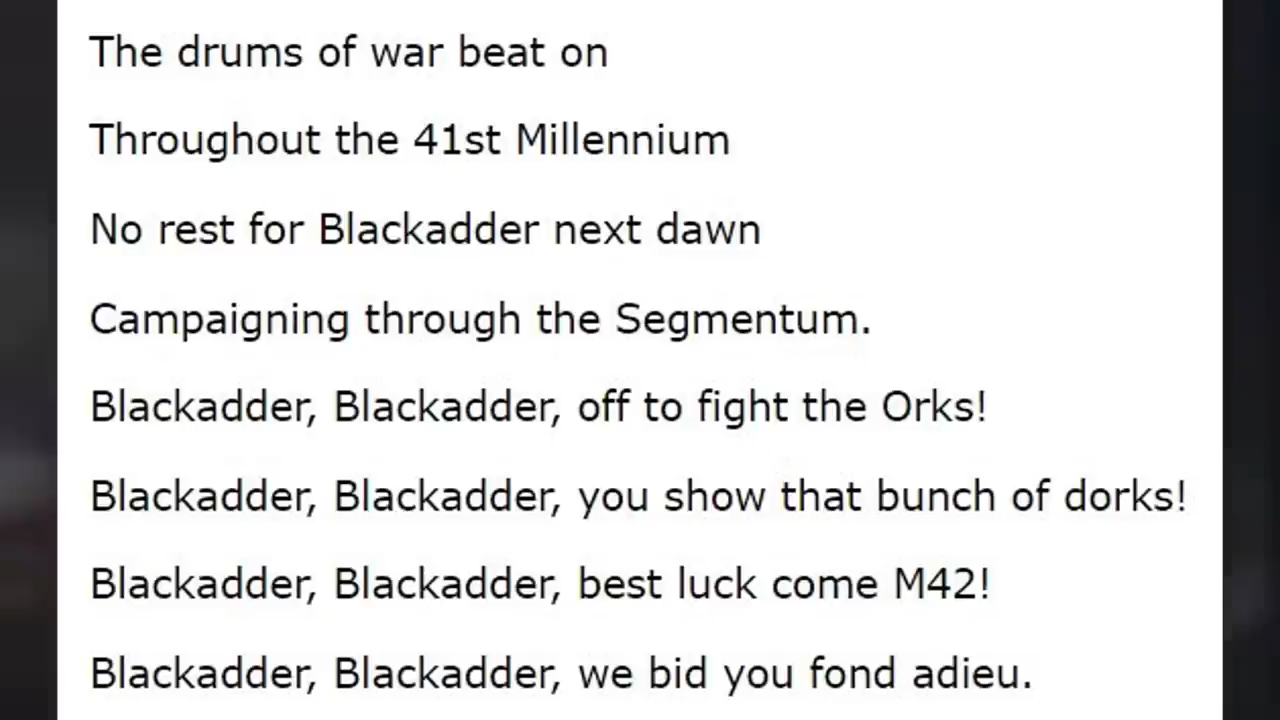 The drums of war beat on
Throughout the 41st Millennium
No rest for Blackadder next dawn
Campaigning through the Segmentum.
Blackadder, Blackadder, off to fight the Orks!
Blackadder, Blackadder, you show that bunch of dorks!
Blackadder, Blackadder, best luck come M42!
Blackadder, Blackadder, we bid you fond adieu.